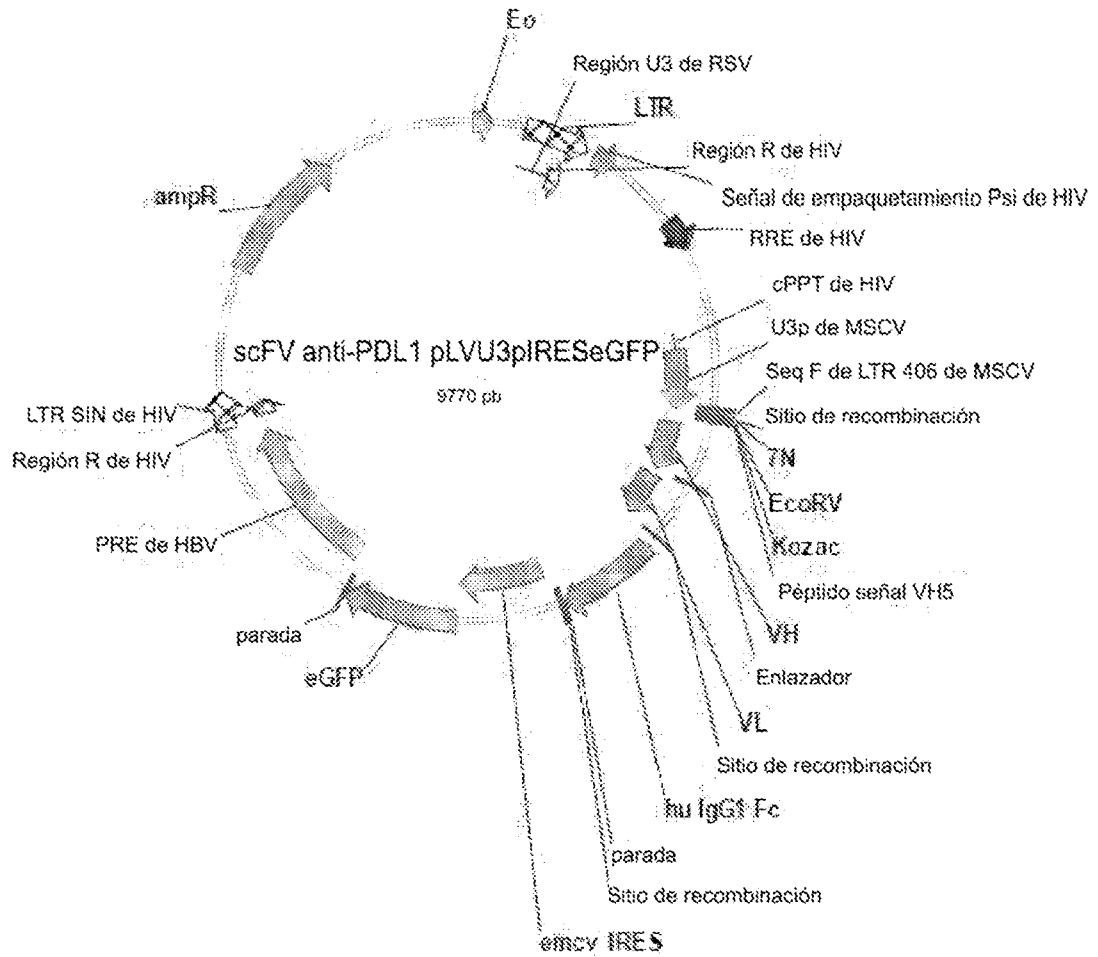 Eo
Región U3 de RSV
LTR
Región R de HIV
Señal de empaquetamiento Psi de HIV
RRE de HIV
cPPT de HIV
U3p de MSCV
Seq F de LTR 406 de MSCV
Sitio de recombinación
7N
EcoRV
Kozac
Péptido señal VH5
VH
Enlazador
VL
Sitio de recombinación
hu IgG1 Fc
parada
Sitio de recombinación
emcv IRES
eGFP
parada
PRE de HBV
Región R de HIV
LTR SIN de HIV
ampR
scFV anti-PDL1 pLVU3pIRESeGFP
9770 pb